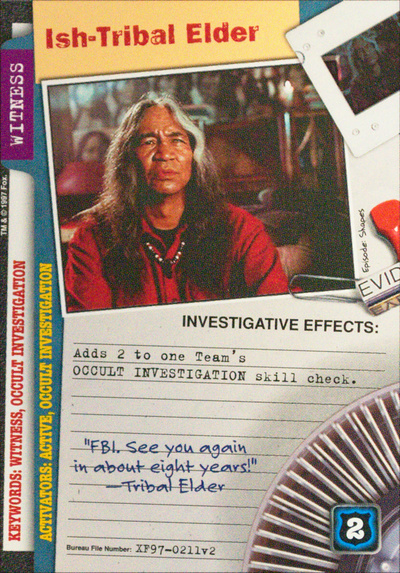 Ish-Tribal Elder
WITNESS
TM & © 1997 Fox.
Episode: Shapes
EVID
KEYWORDS: WITNESS, OCCULT INVESTIGATION
ACTIVATORS: ACTIVE, OCCULT INVESTIGATION
INVESTIGATIVE EFFECTS:
Adds 2 to one Team's
OCCULT INVESTIGATION skill check.
"FBI. See you again
in about eight years!"
—Tribal Elder
2
Bureau File Number: XF97-0211v2